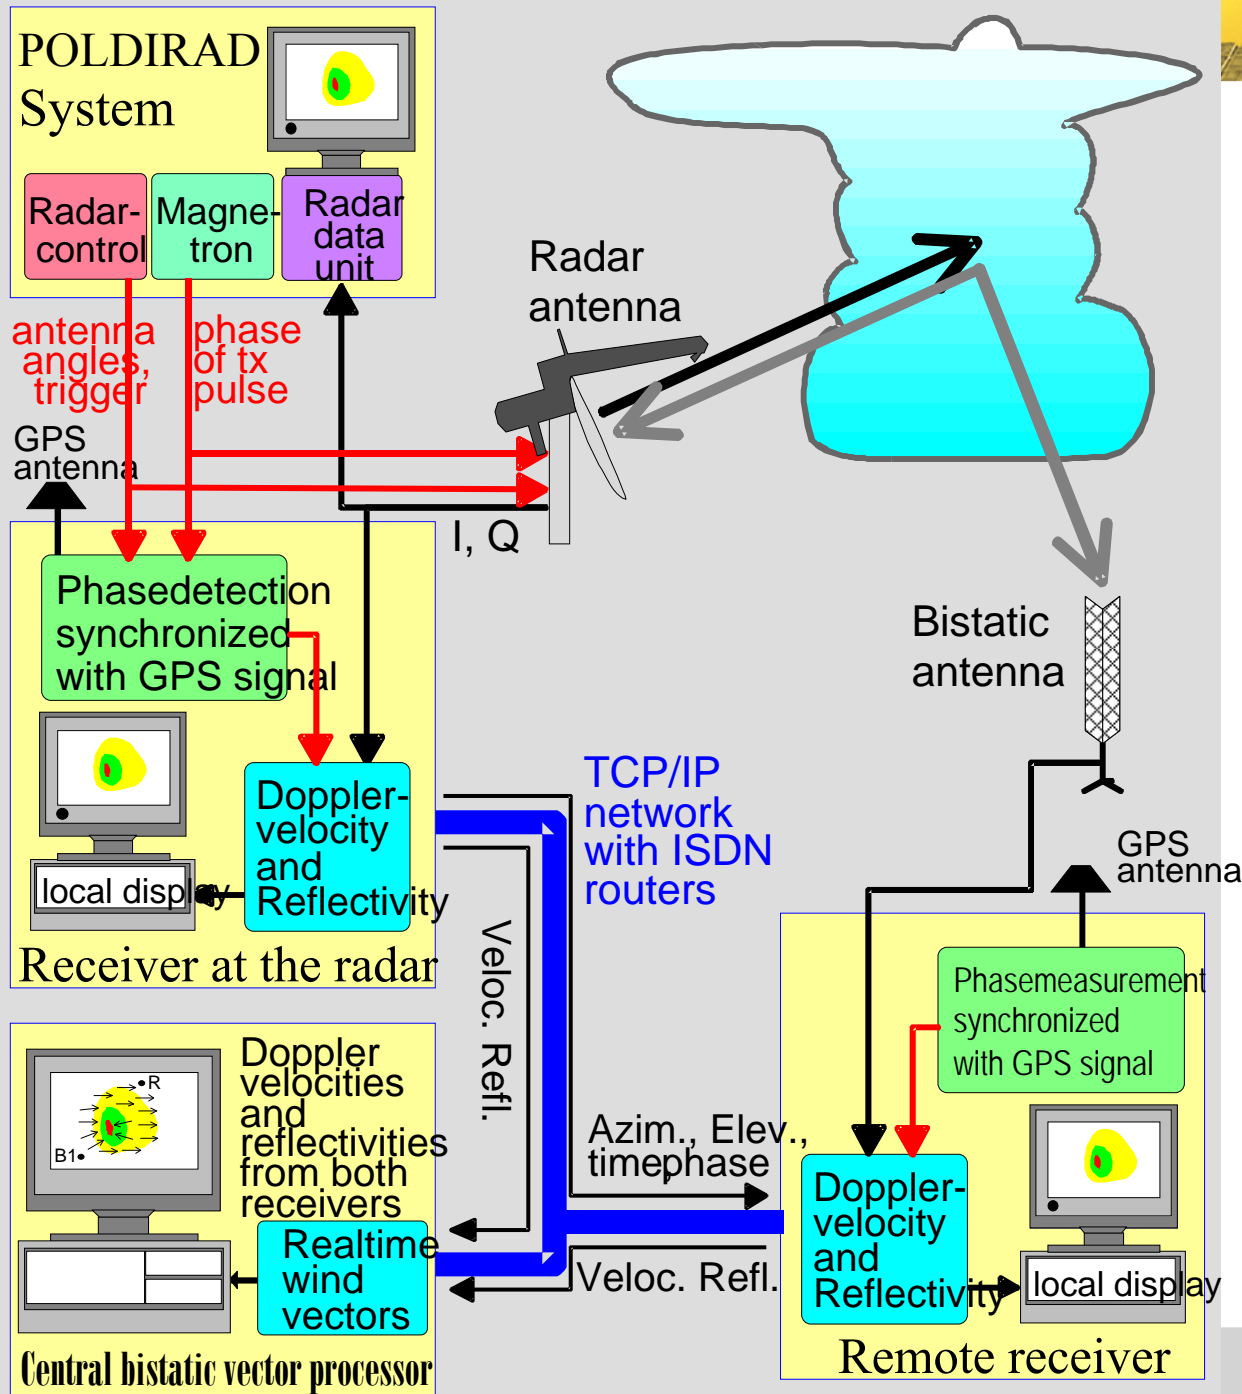 POLDIRAD
System
Radar-
control
Magne-
tron
Radar
data
unit
antenna
angles,
trigger
phase
of tx
pulse
GPS
antenna
Radar
antenna
I, Q
Phasedetection
synchronized
with GPS signal
Doppler-
velocity
and
Reflectivity
local display
Receiver at the radar
TCP/IP
network
with ISDN
routers
Bistatic
antenna
GPS
antenna
Phasemeasurement
synchronized
with GPS signal
Veloc. Refl.
Azim., Elev.,
time,phase
Veloc. Refl.
Doppler-
velocity
and
Reflectivity
local display
Remote receiver
R
B1
Doppler
velocities
and
reflectivities
from both
receivers
Realtime
wind
vectors
Central bistatic vector processor